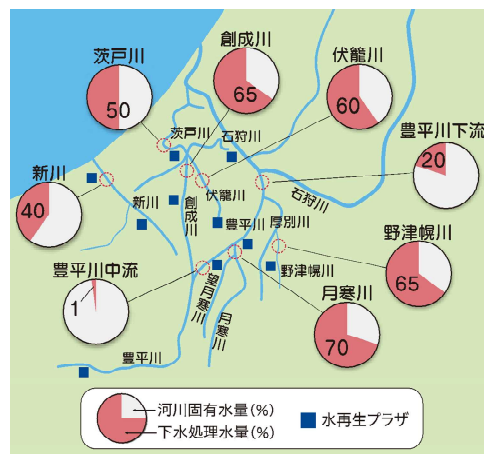 創成川
65
茨戸川
50
伏籠川
60
豊平川下流
20
茨戸川
石狩川
新川
40
石狩川
新川
創成川
伏籠川
豊平川
厚別川
野津幌川
65
野津幌川
豊平川中流
1
望月寒川
月寒川
月寒川
70
豊平川
河川固有水量(%)
下水処理水量(%)
水再生プラザ